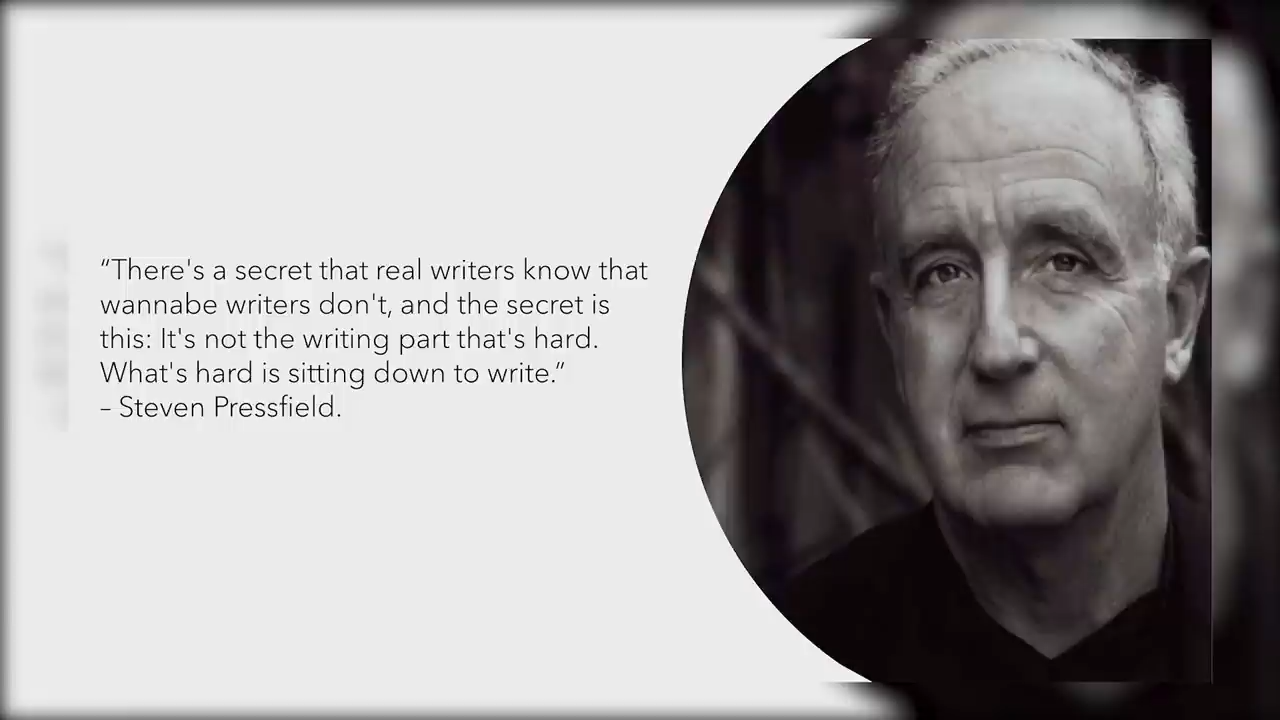 “There's a secret that real writers know that
wannabe writers don't, and the secret is
this: It's not the writing part that's hard.
What's hard is sitting down to write.”
– Steven Pressfield.